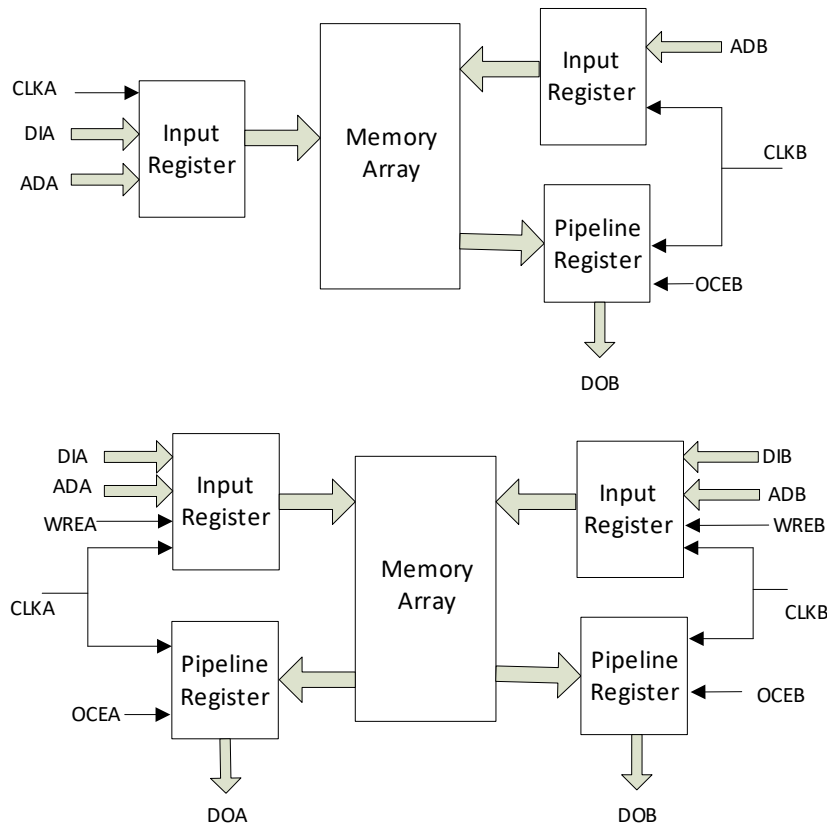 CLKA
DIA
ADA
Input
Register
Memory
Array
Input
Register
ADB
CLKB
Pipeline
Register
OCEB
DOB
DIA
ADA
WREA
CLKA
Input
Register
Memory
Array
Input
Register
DIB
ADB
WREB
CLKB
Pipeline
Register
OCEA
DOA
Pipeline
Register
OCEB
DOB